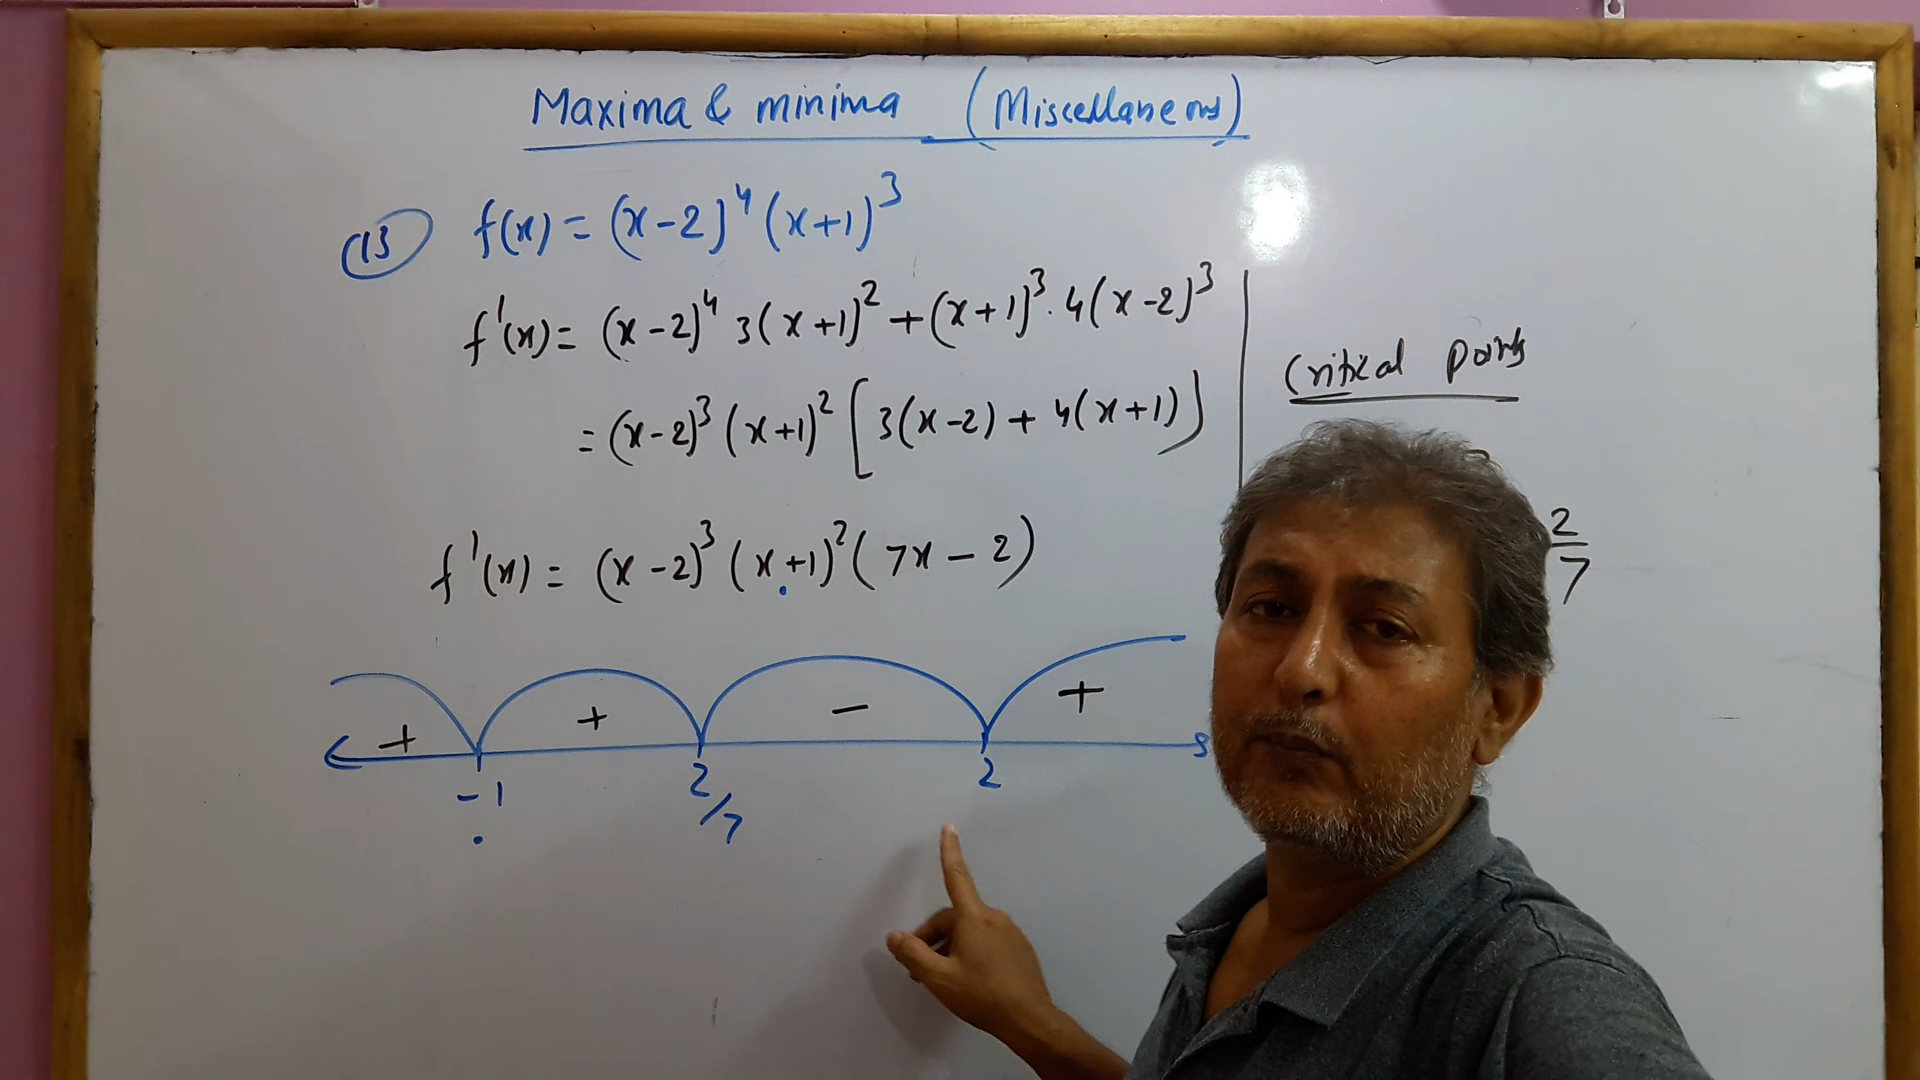 Maxima & minima (Miscellaneous)
13 f(x) = (x-2)⁴ (x+1)³
f'(x) = (x-2)⁴ 3(x+1)² + (x+1)³ . 4(x-2)³
= (x-2)³ (x+1)² [3(x-2) + 4(x+1)]
Critical points
2/7
f'(x) = (x-2)³ (x+1)² (7x - 2)
+ + - +
-1 2/7 2